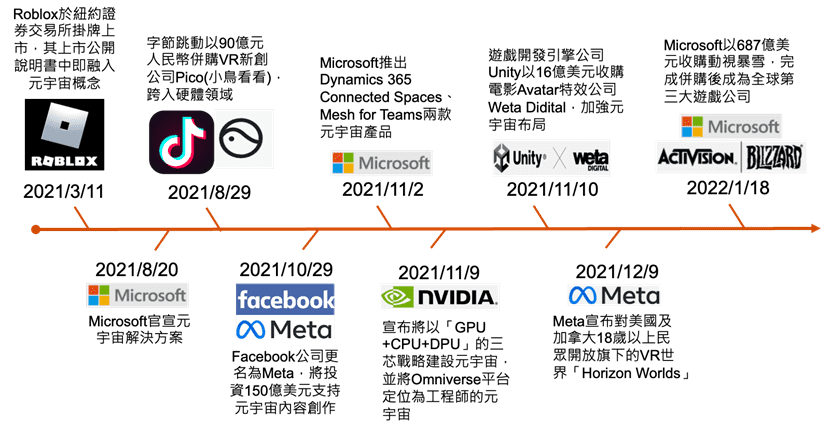 Roblox於紐約證
券交易所掛牌上
市，其上市公開
說明書中即融入
元宇宙概念
ROBLOX
2021/3/11
字節跳動以90億元
人民幣併購VR新創
公司Pico(小鳥看看)，
跨入硬體領域
2021/8/29
Microsoft推出
Dynamics 365
Connected Spaces、
Mesh for Teams兩款
元宇宙產品
Microsoft
2021/11/2
遊戲開發引擎公司
Unity以16億美元收購
電影Avatar特效公司
Weta Didital，加強元
宇宙布局
Unity® X weta
DIGITAL
2021/11/10
Microsoft以687億美
元收購動視暴雪，完
成併購後成為全球第
三大遊戲公司
Microsoft
ACTIVISION | BLIZZARD
2022/1/18
2021/8/20
Microsoft
Microsoft官宣元
宇宙解決方案
2021/10/29
facebook
Meta
Facebook公司更
名為Meta，將投
資150億美元支持
元宇宙內容創作
2021/11/9
NVIDIA.
宣布將以「GPU
+CPU+DPU」的三
芯戰略建設元宇宙，
並將Omniverse平台
定位為工程師的元
宇宙
2021/12/9
Meta
Meta宣布對美國及
加拿大18歲以上民
眾開放旗下的VR世
界「Horizon Worlds」